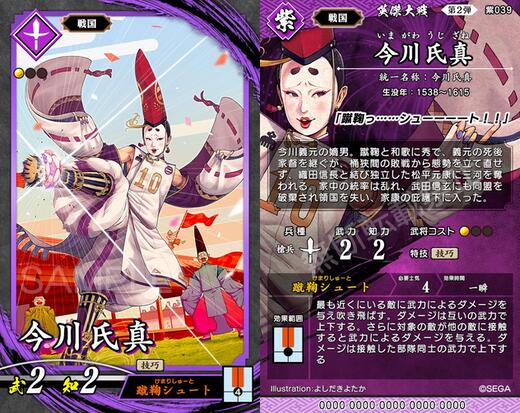 戦国
10
今川氏真
技巧
武2 知2
けまりしゅーと
蹴鞠シュート
4
紫
戦国
英傑大戦
第2弾
紫039
いまがわうじざね
今川氏真
統一名称：今川氏真
生没年：1538～1615
「蹴鞠っ……シューーーート！！」
今川義元の嫡男。蹴鞠と和歌に秀で、義元の死後
家督を継ぐが、桶狭間の敗戦から態勢を立て直せ
ず、織田信長と結び独立した松平元康に三河を奪
われる。家中の統率は乱れ、武田信玄にも同盟を
破棄され領国を失い、家康の庇護下に入った。
兵種 武力 知力 武将コスト
槍兵 2 2 特技 技巧
けまりしゅーと 必要士気 効果時間
蹴鞠シュート 4 一瞬
効果範囲
最も近くにいる敵に武力によるダメージを
与え吹き飛ばす。ダメージは互いの武力で
上下する。さらに対象の敵が他の敵に接触
すると武力によるダメージを与える。ダ
メージは接触した部隊同士の武力で上下す
る
Illustration:よしだきよたか
©SEGA
0000 0000 0000 0000 0000